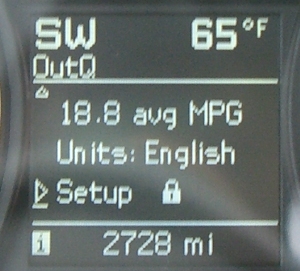 SW 65°F
OutQ
18.8 avg MPG
Units: English
Setup
i 2728 mi